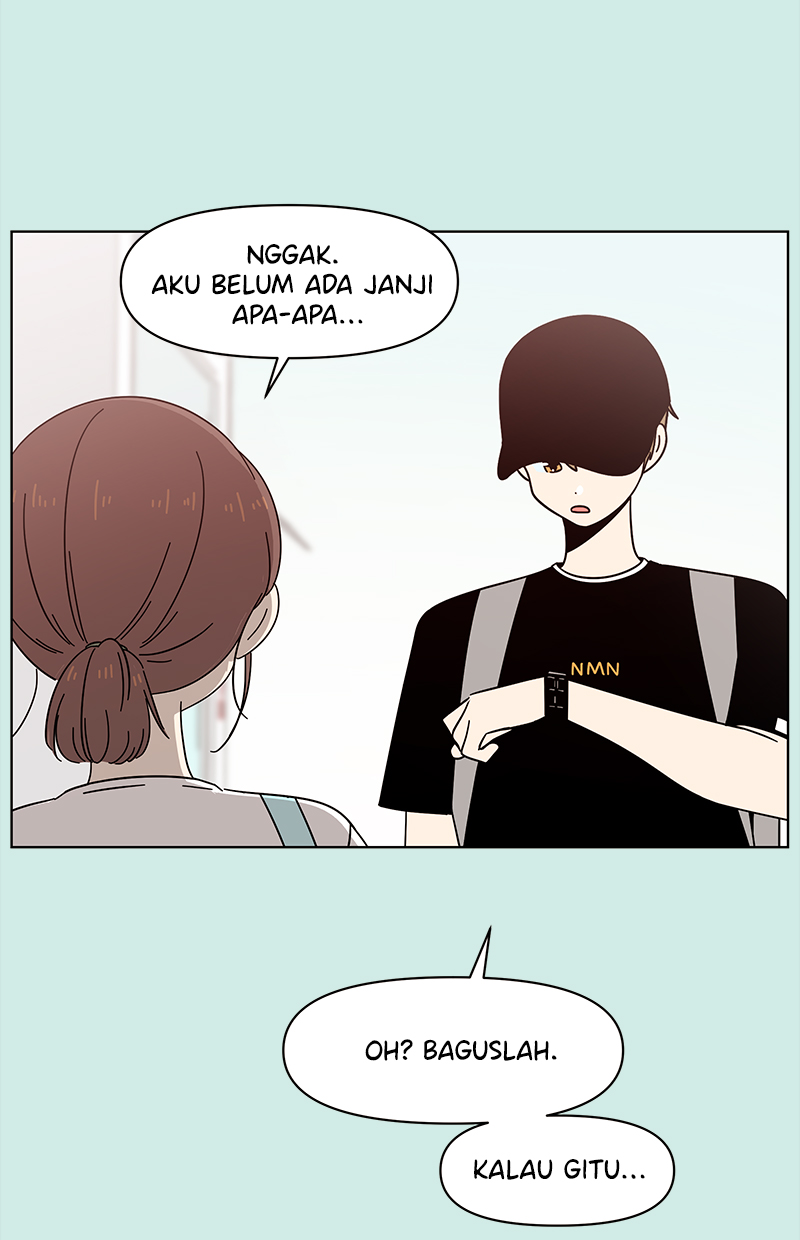 NGGAK.
AKU BELUM ADA JANJI
APA-APA...
NMN
OH? BAGUSLAH.
KALAU GITU...